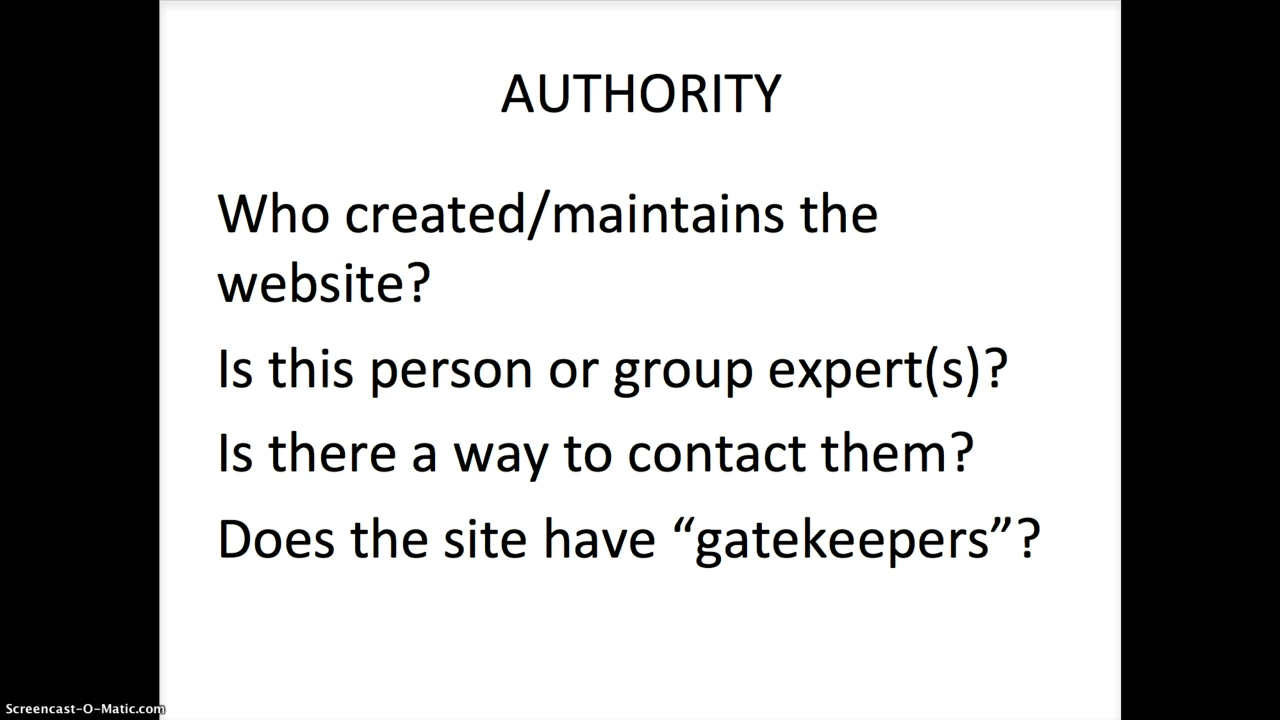 AUTHORITY
Who created/maintains the
website?
Is this person or group expert(s)?
Is there a way to contact them?
Does the site have “gatekeepers”?
Screencast-O-Matic.com